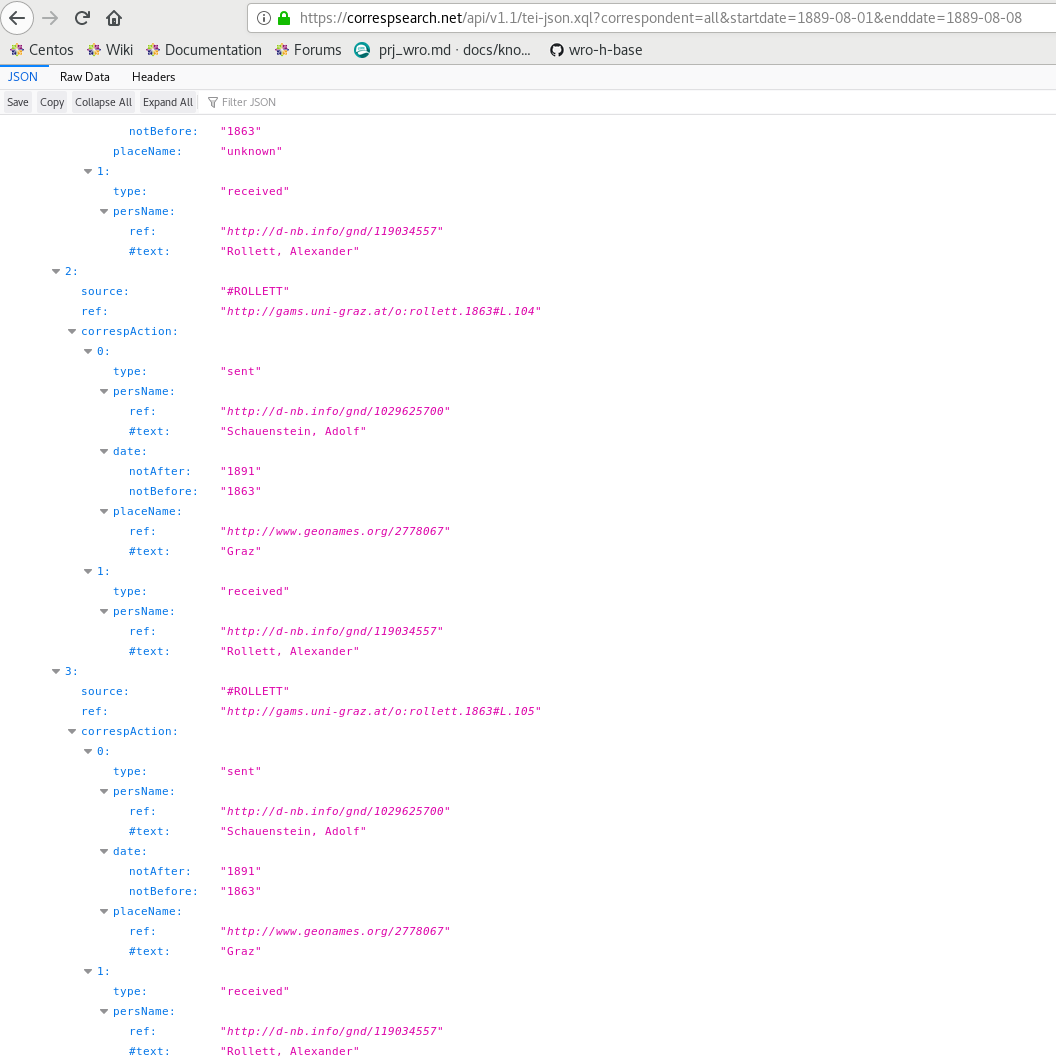 https://correspsearch.net/api/v1.1/tei-json.xql?correspondent=all&startdate=1889-08-01&enddate=1889-08-08
Centos Wiki Documentation Forums prj_wro.md · docs/kno... wro-h-base
JSON Raw Data Headers
Save Copy Collapse All Expand All Filter JSON
notBefore: "1863"
placeName: "unknown"
1:
type: "received"
persName:
ref: "http://d-nb.info/gnd/119034557"
#text: "Rollett, Alexander"
2:
source: "#ROLLETT"
ref: "http://gams.uni-graz.at/o:rollett.1863#L.104"
correspAction:
0:
type: "sent"
persName:
ref: "http://d-nb.info/gnd/1029625700"
#text: "Schauenstein, Adolf"
date:
notAfter: "1891"
notBefore: "1863"
placeName:
ref: "http://www.geonames.org/2778067"
#text: "Graz"
1:
type: "received"
persName:
ref: "http://d-nb.info/gnd/119034557"
#text: "Rollett, Alexander"
3:
source: "#ROLLETT"
ref: "http://gams.uni-graz.at/o:rollett.1863#L.105"
correspAction:
0:
type: "sent"
persName:
ref: "http://d-nb.info/gnd/1029625700"
#text: "Schauenstein, Adolf"
date:
notAfter: "1891"
notBefore: "1863"
placeName:
ref: "http://www.geonames.org/2778067"
#text: "Graz"
1:
type: "received"
persName:
ref: "http://d-nb.info/gnd/119034557"
#text: "Rollett, Alexander"